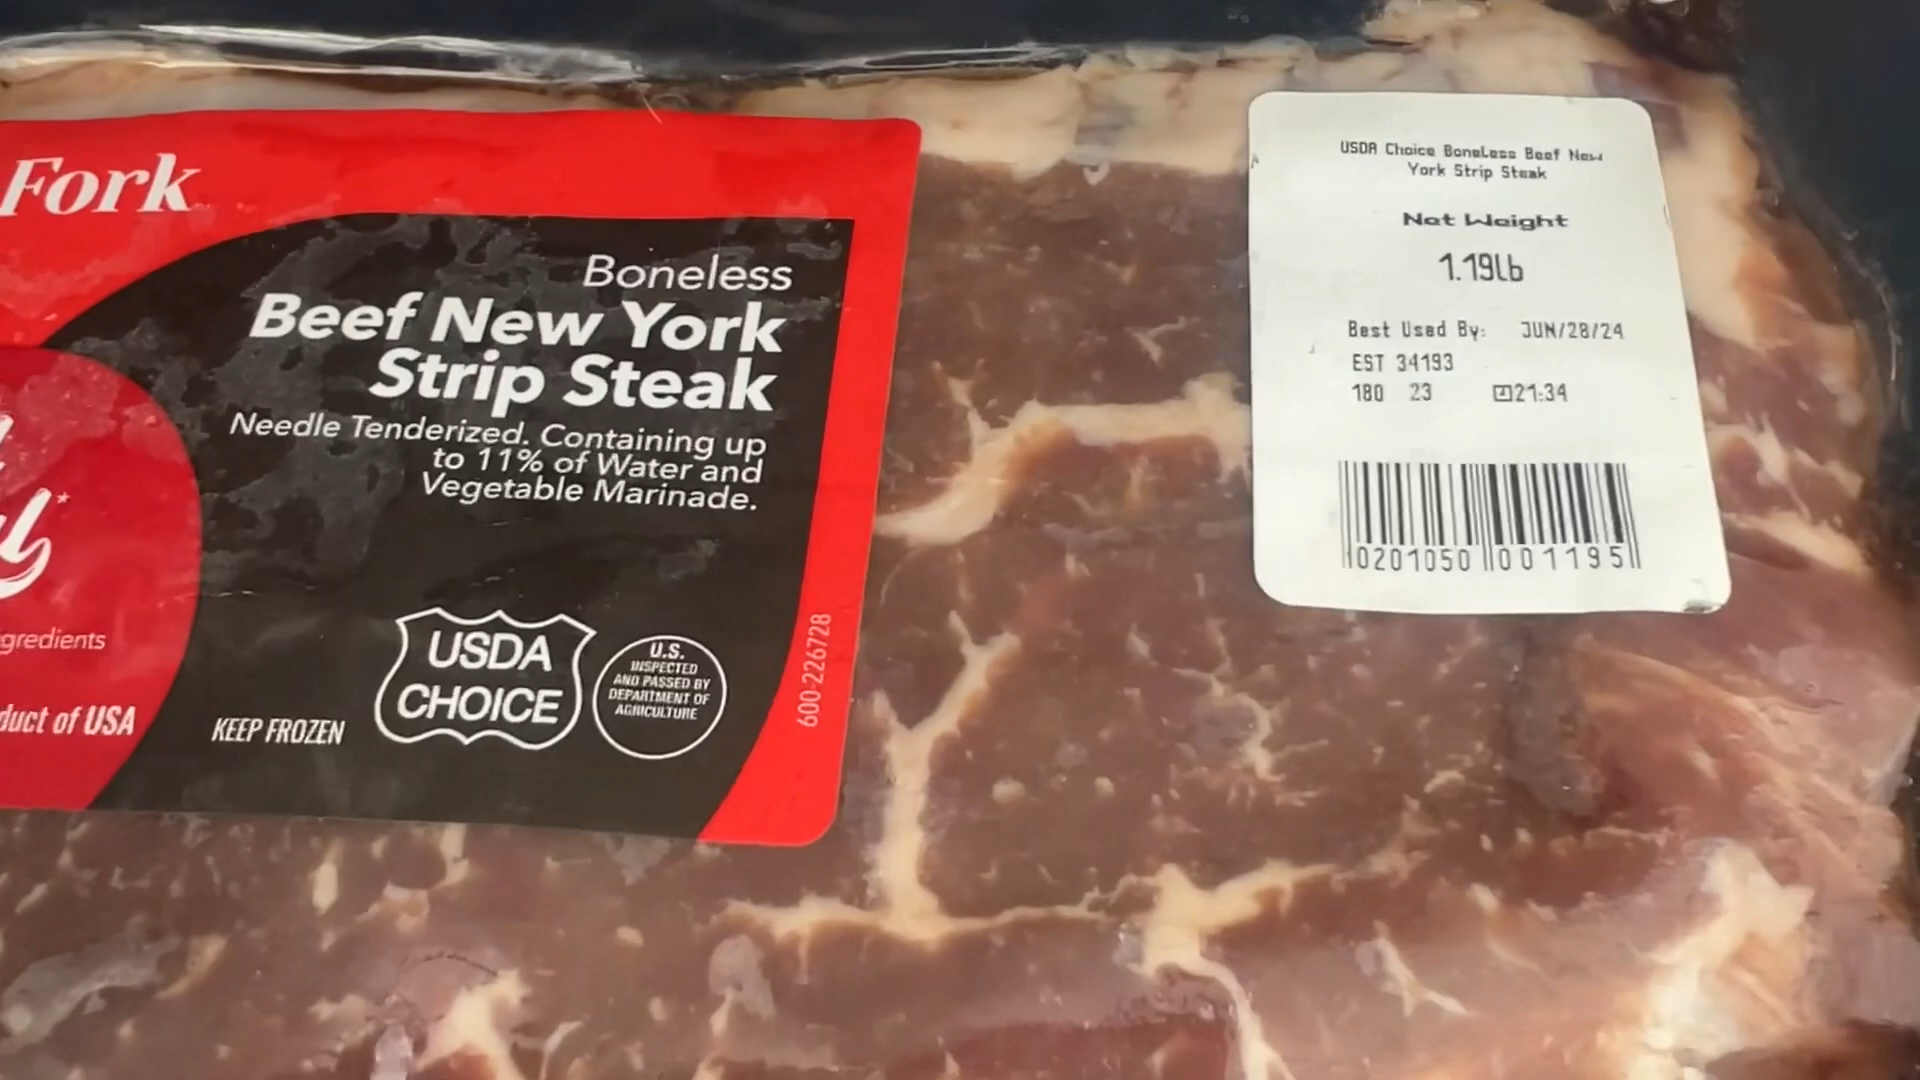 Fork
Boneless
Beef New York
Strip Steak
Needle Tenderized. Containing up
to 11% of Water and
Vegetable Marinade.
USDA
CHOICE
U.S.
INSPECTED
AND PASSED BY
DEPARTMENT OF
AGRICULTURE
KEEP FROZEN
600-226728
gredients
duct of USA
USDA Choice Boneless Beef New
York Strip Steak
Net Weight
1.19lb
Best Used By: JUN/28/24
EST 34193
180 23 21:34
0201050 001195